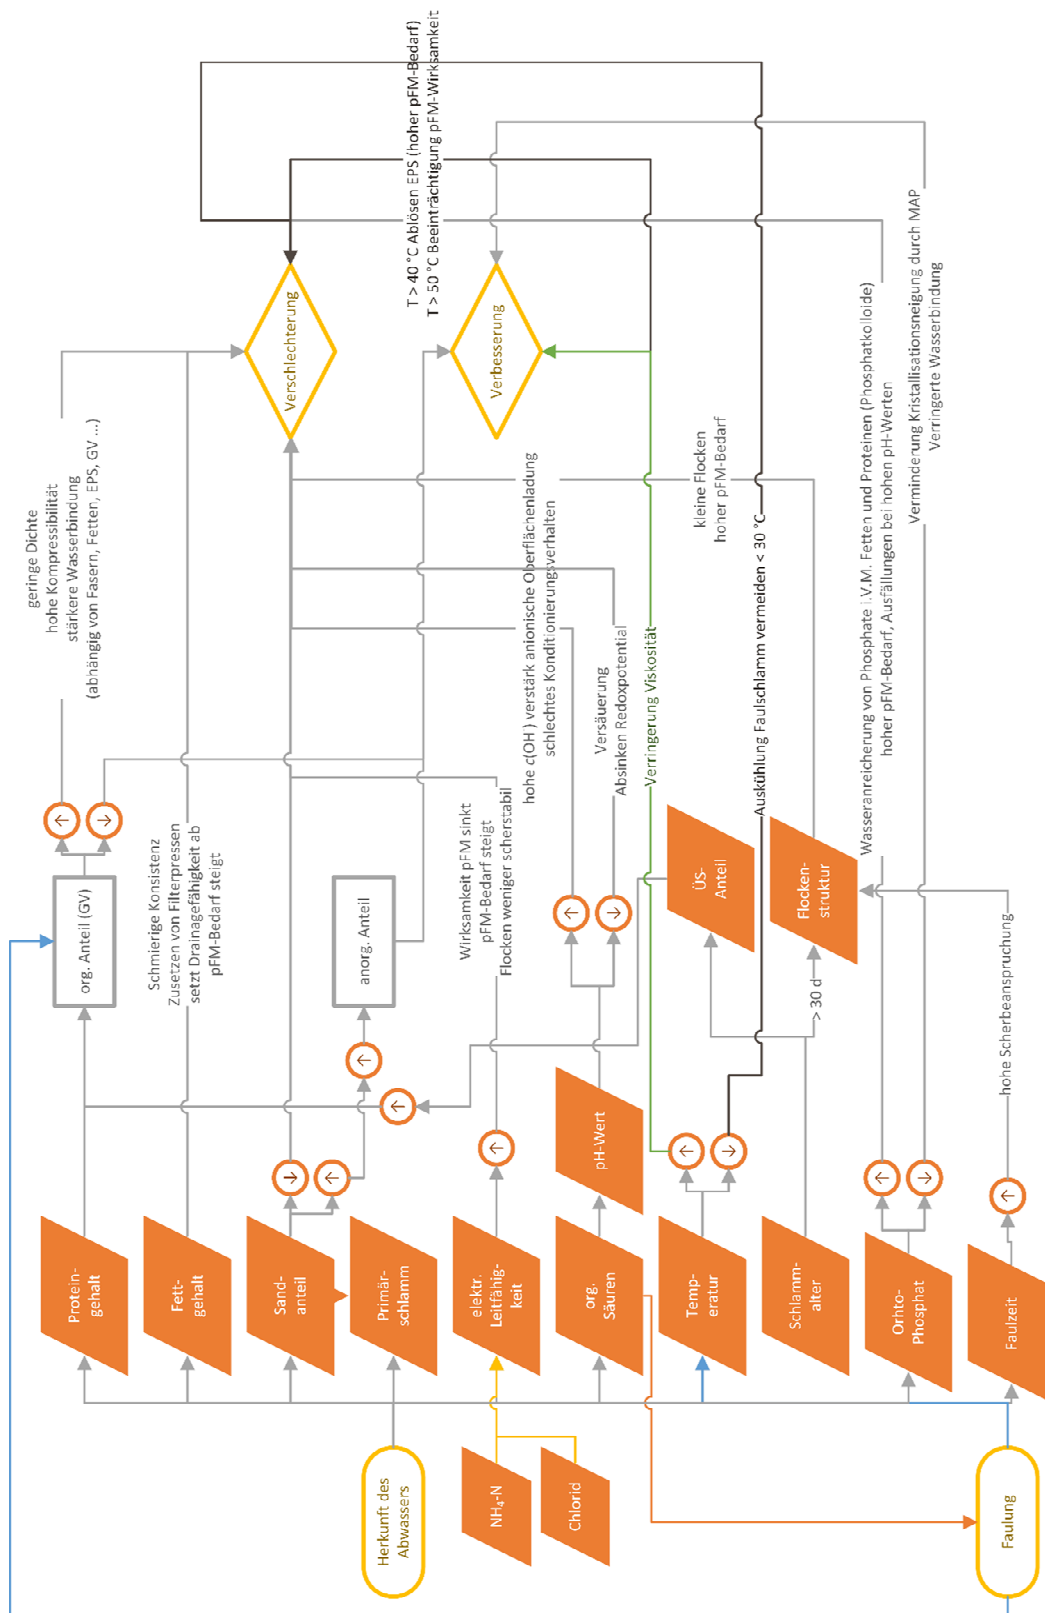 Herkunft des
Abwassers
NH₄-N
Chlorid
Faulung
Protein-
gehalt
Fett-
gehalt
Sand-
anteil
Primär-
schlamm
elektr.
Leitfähig-
keit
org.
Säuren
Temp-
eratur
Schlamm-
alter
Orhto-
Phosphat
Faulzeit
pH-Wert
org. Anteil (GV)
anorg. Anteil
ÜS-
Anteil
Flocken-
struktur
> 30 d
hohe Scherbeanspruchung
geringe Dichte
hohe Kompressibilität
stärkere Wasserbindung
(abhängig von Fasern, Fetten, EPS, GV ...)
Schmierige Konsistenz
Zusetzen von Filterpressen
setzt Drainagefähigkeit ab
pFM-Bedarf steigt
Wirksamkeit pFM sinkt
pFM-Bedarf steigt
Flocken weniger scherstabil
hohe c(OH ) verstärk anionische Oberflächenladung
schlechtes Konditionierungsverhalten
Versäuerung
Absinken Redoxpotential
Verringerung Viskosität
kleine Flocken
hoher pFM-Bedarf
Auskühlung Faulschlamm vermeiden < 30 °C
Wasseranreicherung von Phosphate i.V.M. Fetten und Proteinen (Phosphatkolloide)
hoher pFM-Bedarf, Ausfällungen bei hohen pH-Werten
Verminderung Kristallisationsneigung durch MAP
Verringerte Wasserbindung
Verschlechterung
Verbesserung
T > 40 °C Ablösen EPS (hoher pFM-Bedarf)
T > 50 °C Beeinträchtigung pFM-Wirksamkeit